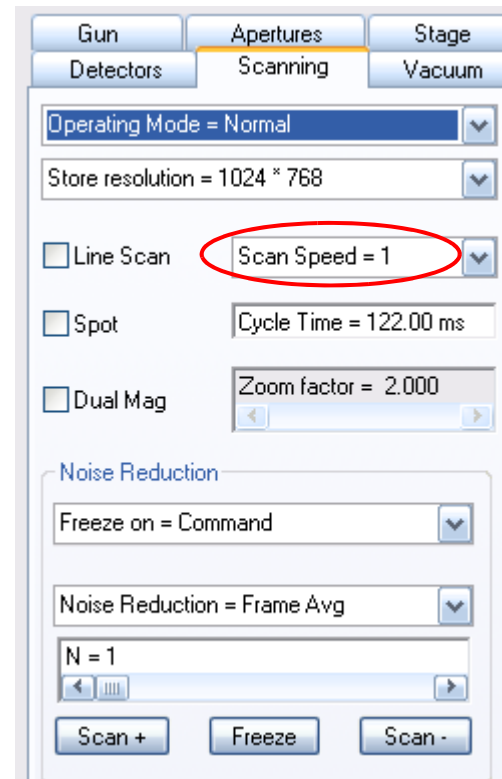 Gun Apertures Stage
Detectors Scanning Vacuum
Operating Mode = Normal
Store resolution = 1024 * 768
Line Scan Scan Speed = 1
Spot Cycle Time = 122.00 ms
Dual Mag Zoom factor = 2.000
Noise Reduction
Freeze on = Command
Noise Reduction = Frame Avg
N = 1
Scan + Freeze Scan -